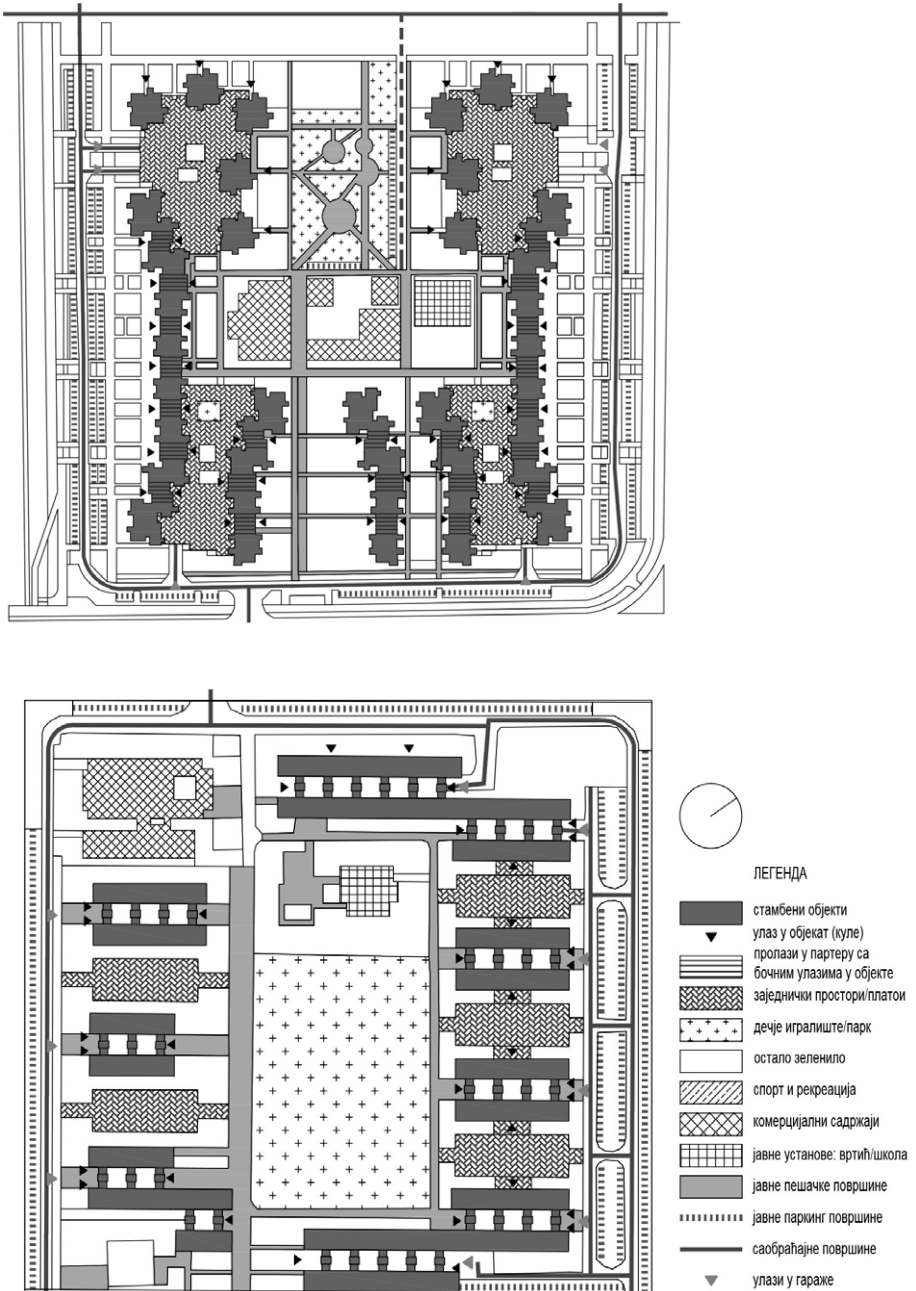 ЛЕГЕНДА
стамбени објекти
улаз у објекат (куле)
пролази у партеру са
бочним улазима у објекте
заједнички простори/платои
дечје игралиште/парк
остало зеленило
спорт и рекреација
комерцијални садржаји
јавне установе: вртић/школа
јавне пешачке површине
јавне паркинг површине
саобраћајне површине
улази у гараже